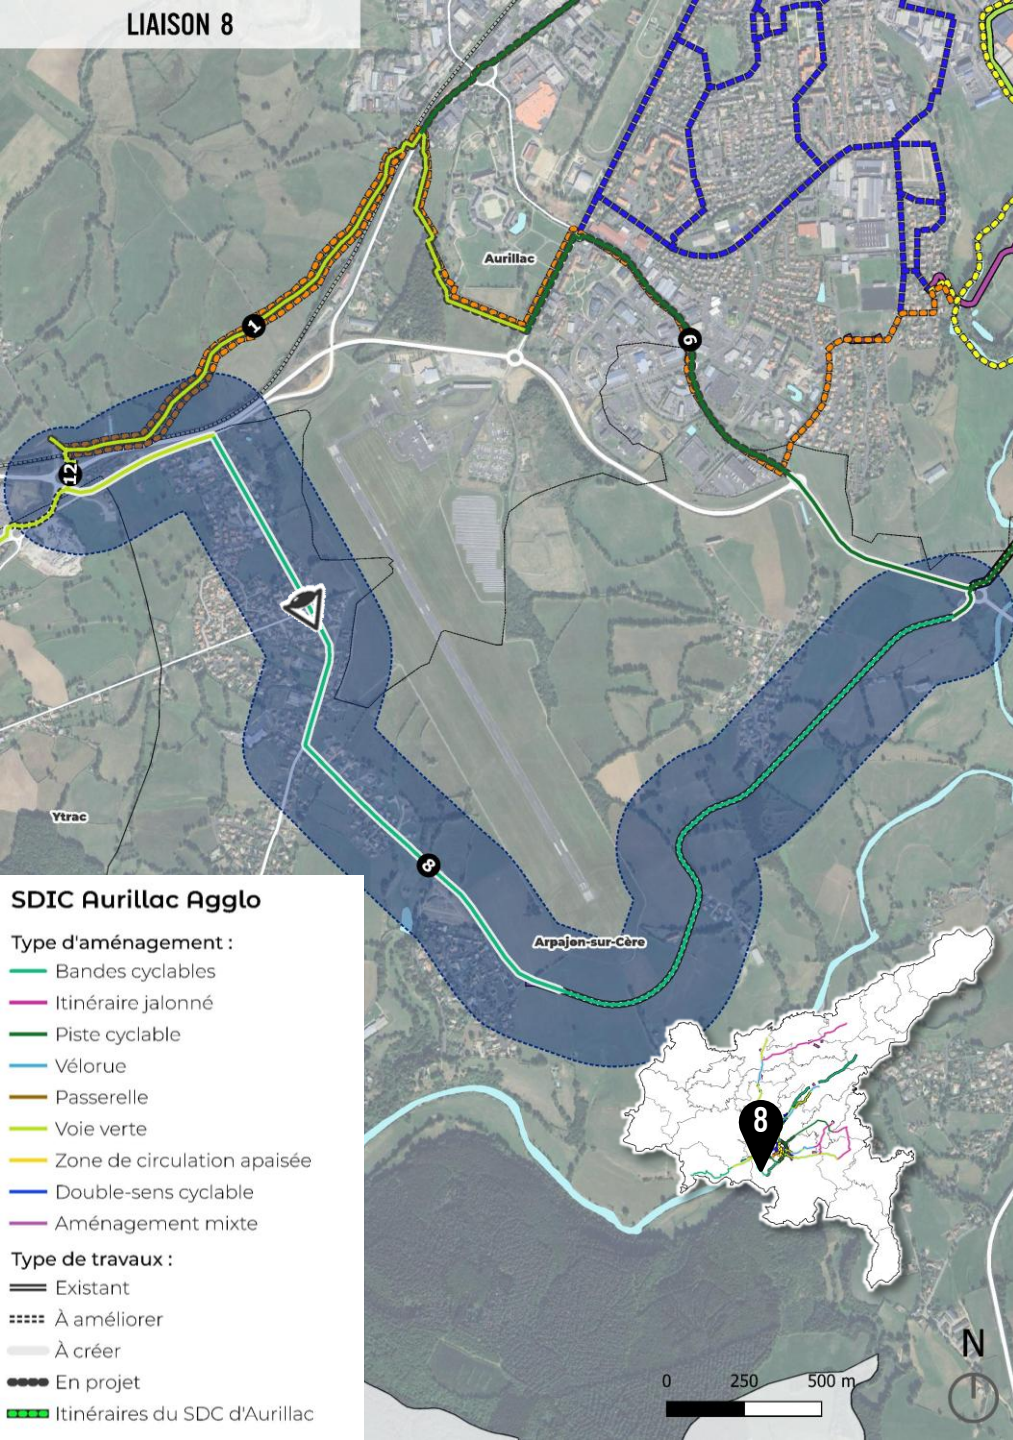 LIAISON 8
Aurillac
1
9
12
8
Ytrac
Arpajon-sur-Cère
SDIC Aurillac Agglo
Type d'aménagement :
Bandes cyclables
Itinéraire jalonné
Piste cyclable
Vélorue
Passerelle
Voie verte
Zone de circulation apaisée
Double-sens cyclable
Aménagement mixte
Type de travaux :
Existant
À améliorer
À créer
En projet
Itinéraires du SDC d'Aurillac
8
N
0 250 500 m